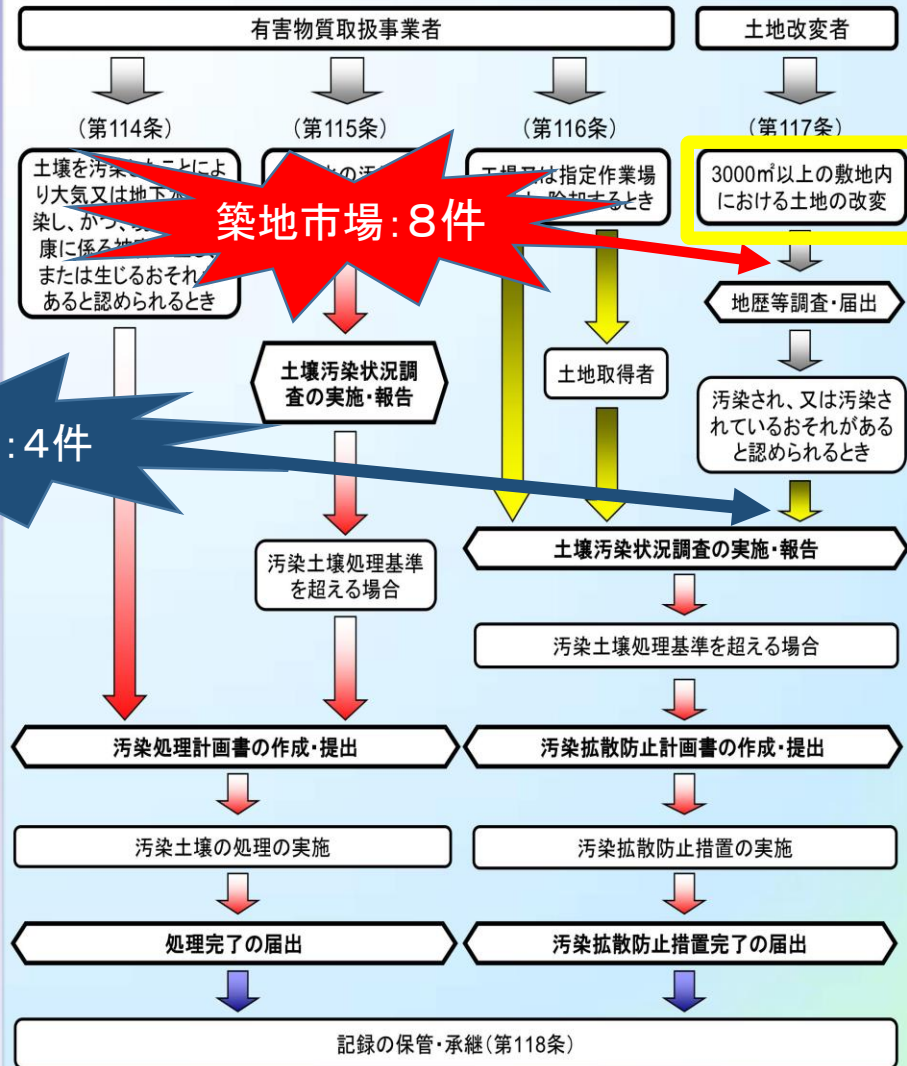 有害物質取扱事業者
土地改変者
(第114条)
(第115条)
(第116条)
(第117条)
土壌を汚染したことによ
り大気又は地下
染し、かつ、
康に係る
または生じるおそれ
あると認められるとき
の汚
工場又は指定作業場
除却するとき
3000㎡以上の敷地内
における土地の改変
築地市場:8件
地歴等調査・届出
土壌汚染状況調
査の実施・報告
土地取得者
汚染され、又は汚染さ
れているおそれがある
と認められるとき
:4件
土壌汚染状況調査の実施・報告
汚染土壌処理基準
を超える場合
汚染土壌処理基準を超える場合
汚染処理計画書の作成・提出
汚染拡散防止計画書の作成・提出
汚染土壌の処理の実施
汚染拡散防止措置の実施
処理完了の届出
汚染拡散防止措置完了の届出
記録の保管・承継(第118条)